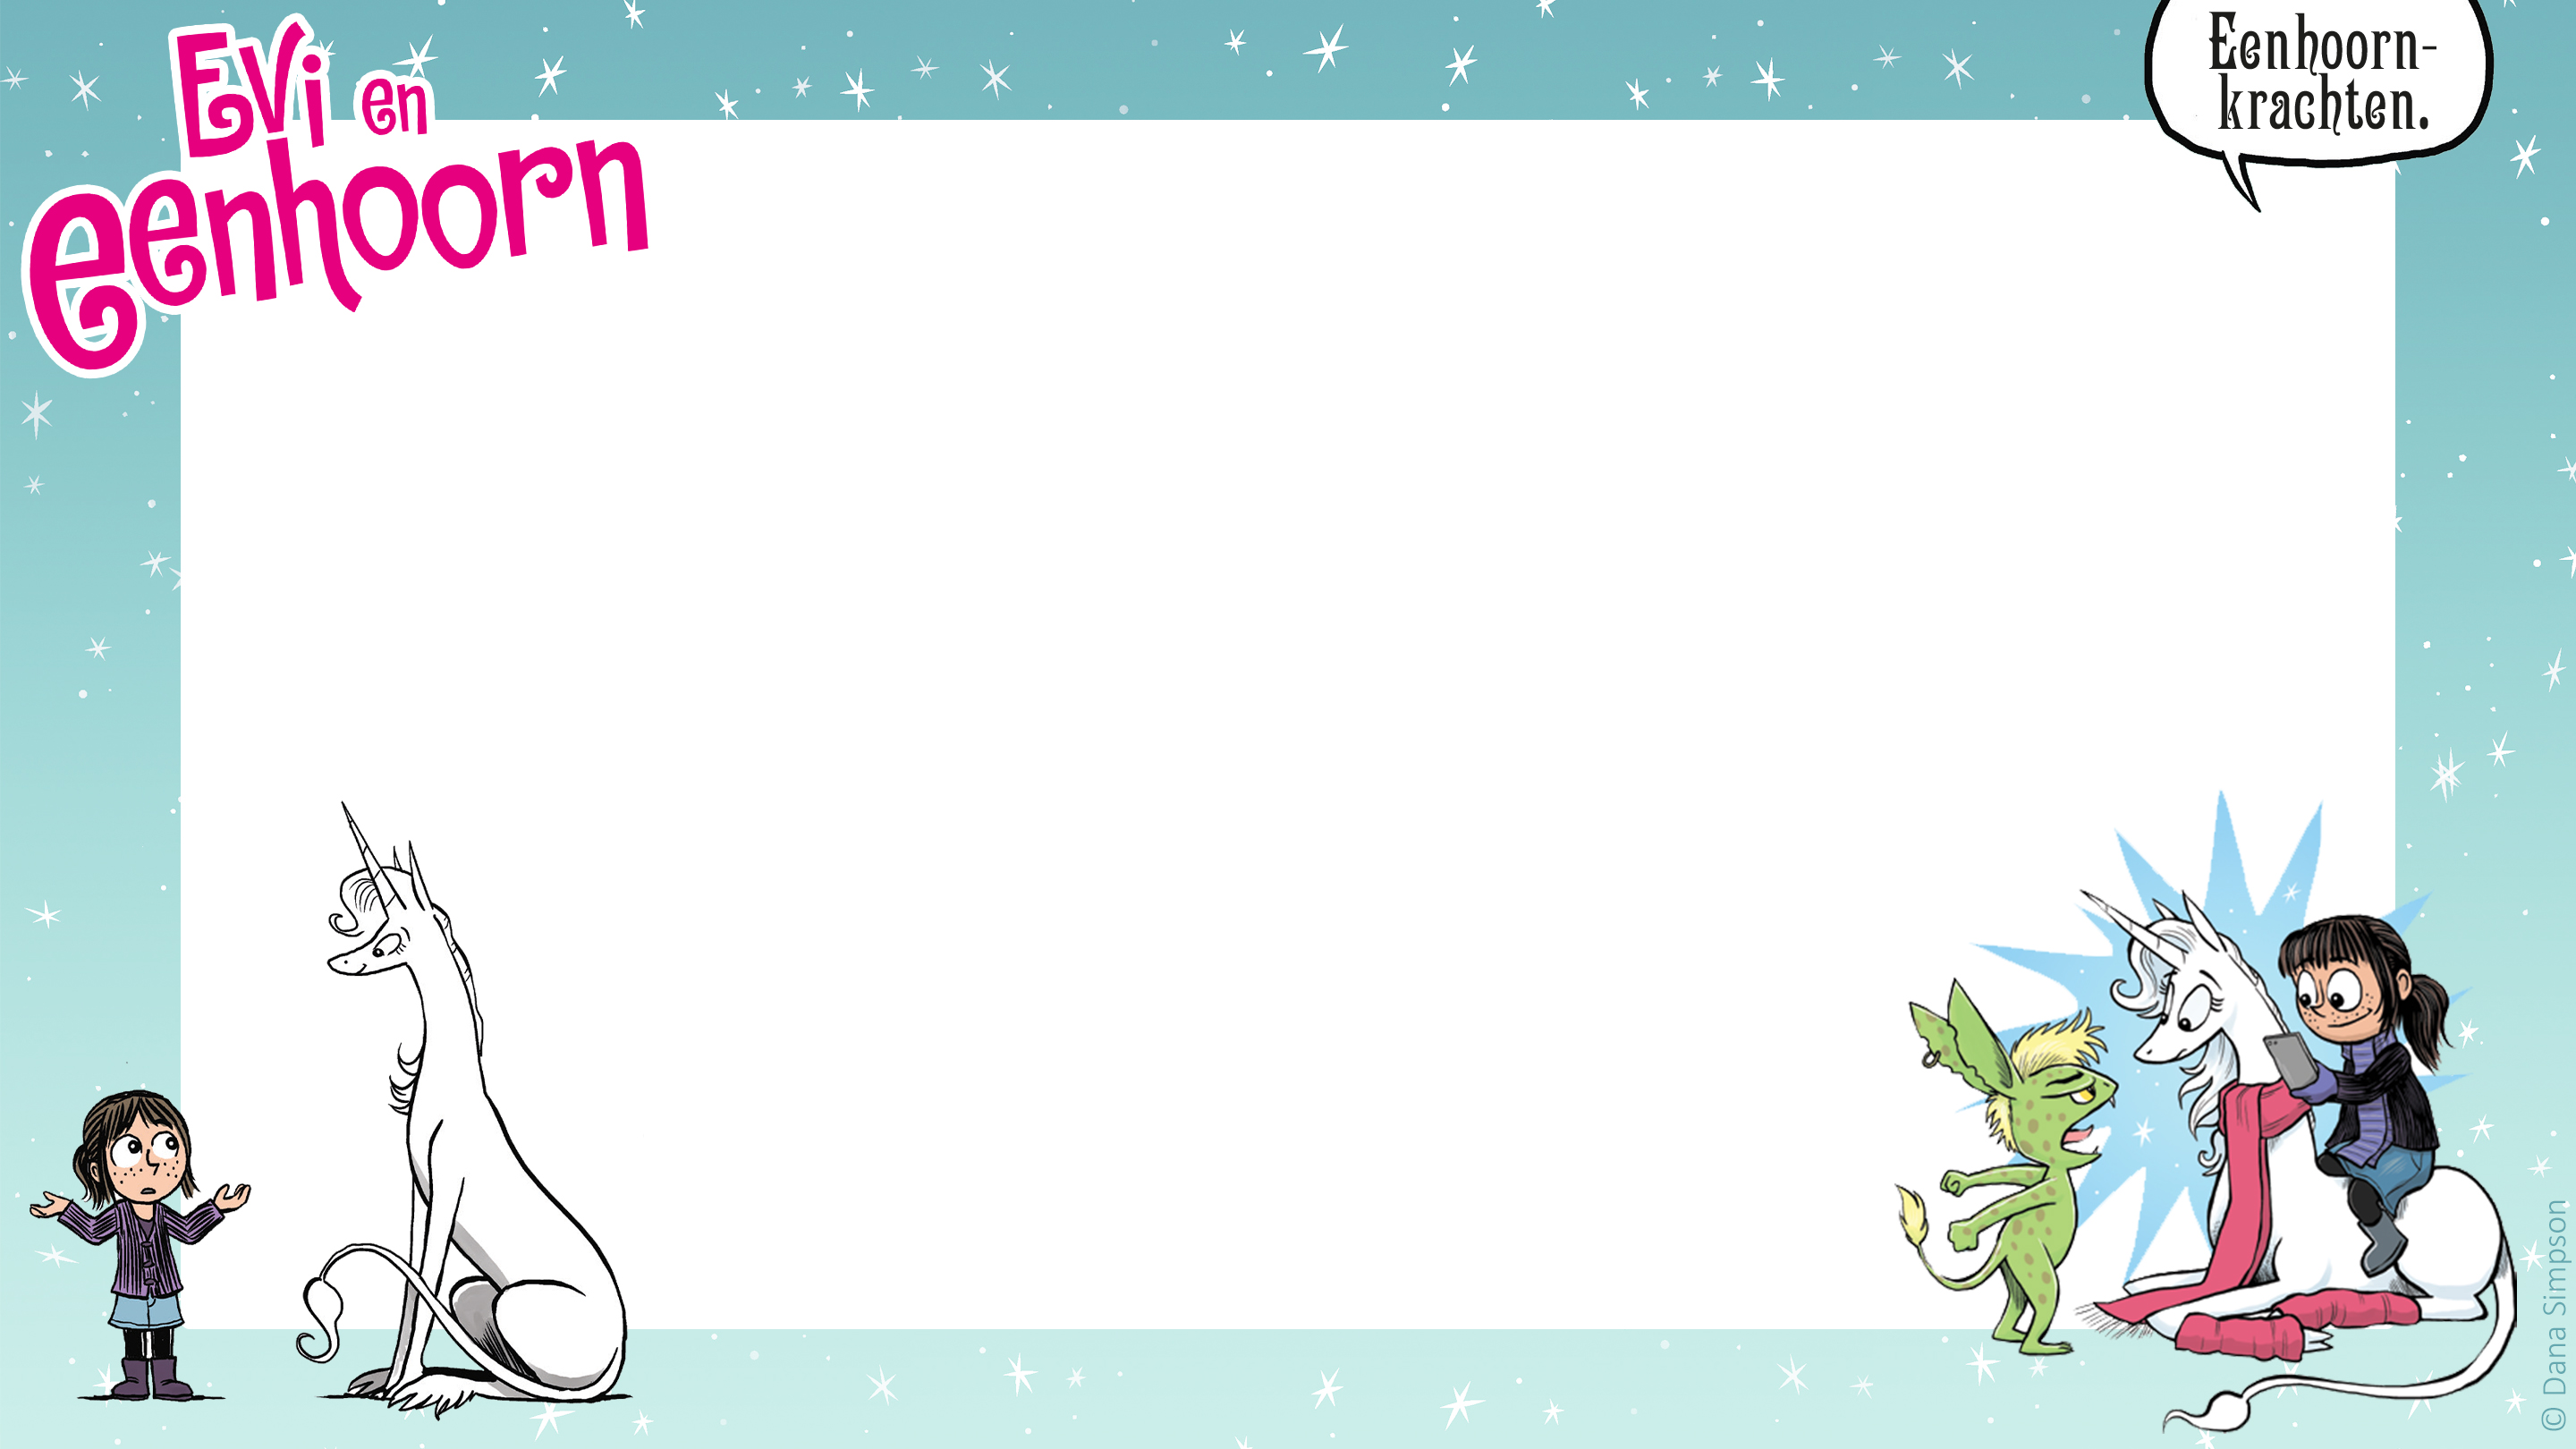 Evi en
eenhoorn
Eenhoorn-
krachten.
© Dana Simpson